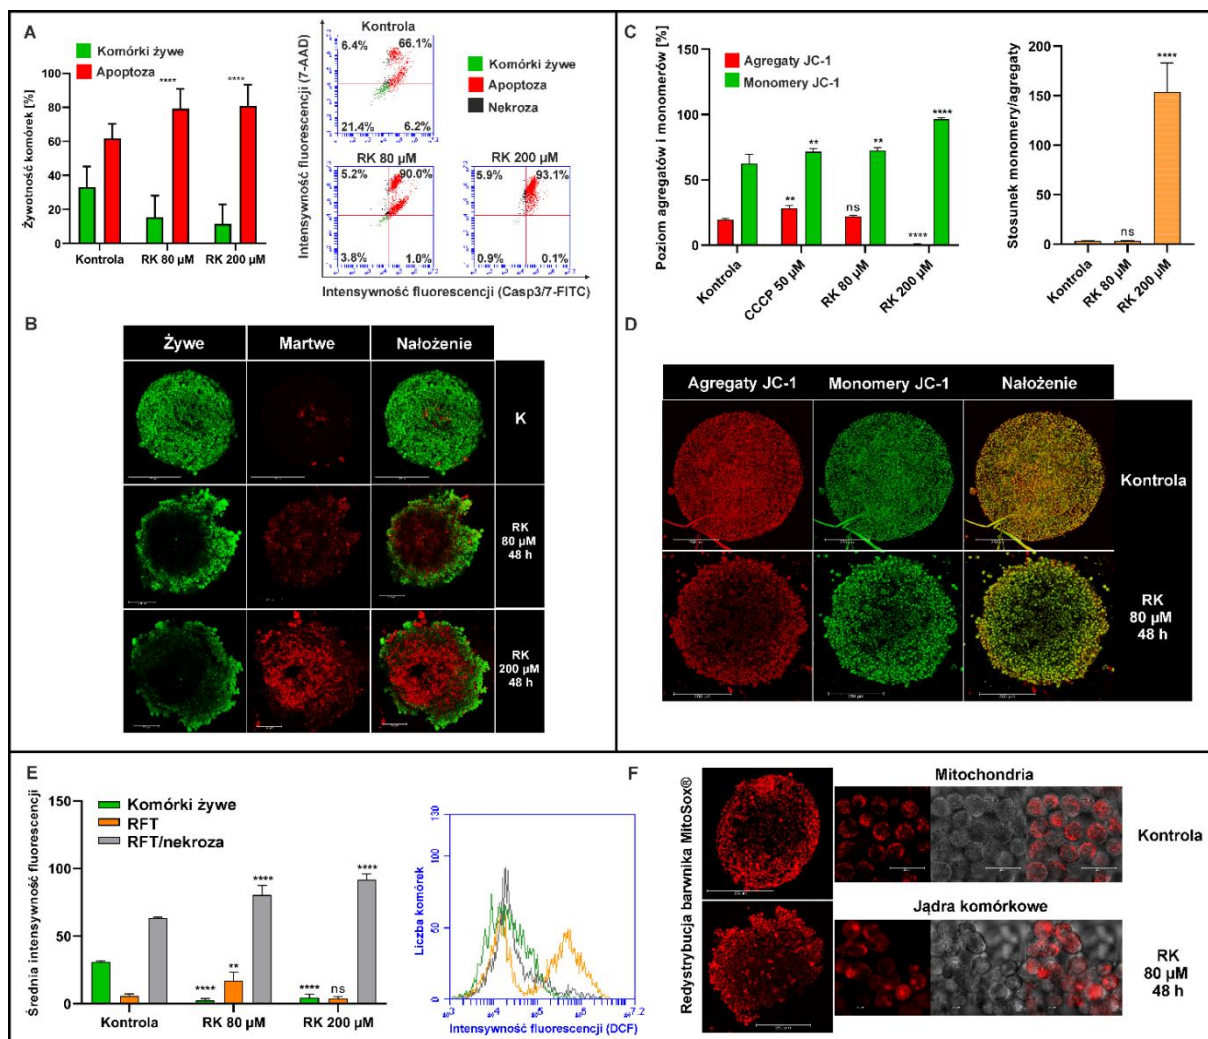 A
Komórki żywe
Apoptoza
Żywotność komórek [%]
100
80
60
40
20
0
****
****
Kontrola
RK 80 µM
RK 200 µM
Intensywność fluorescencji (7-AAD)
Kontrola
6.4%
66.1%
21.4%
6.2%
Komórki żywe
Apoptoza
Nekroza
RK 80 µM
5.2%
90.0%
3.8%
1.0%
RK 200 µM
5.9%
93.1%
0.9%
0.1%
Intensywność fluorescencji (Casp3/7-FITC)
B
Żywe
Martwe
Nałożenie
K
RK
80 µM
48 h
RK
200 µM
48 h
C
Poziom agregatów i monomerów [%]
150
100
50
0
Agregaty JC-1
Monomery JC-1
**
**
ns
**
****
****
Kontrola
CCCP 50 µM
RK 80 µM
RK 200 µM
Stosunek monomery/agregaty
200
150
100
50
0
ns
****
Kontrola
RK 80 µM
RK 200 µM
D
Agregaty JC-1
Monomery JC-1
Nałożenie
Kontrola
RK
80 µM
48 h
E
Średnia intensywność fluorescencji
150
100
50
0
Komórki żywe
RFT
RFT/nekroza
****
**
****
****
ns
****
Kontrola
RK 80 µM
RK 200 µM
Liczba komórek
130
100
50
0
Intensywność fluorescencji (DCF)
F
Redystrybucja barwnika MitoSox®
Mitochondria
Kontrola
Jądra komórkowe
RK
80 µM
48 h